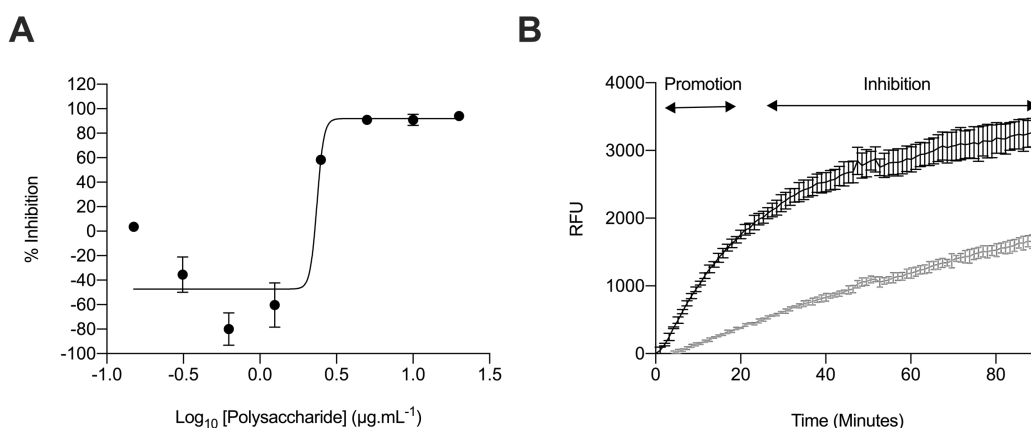 A
B
% Inhibition
120
100
80
60
40
20
0
-20
-40
-60
-80
-100
-1.0 -0.5 0.0 0.5 1.0 1.5
Log10 [Polysaccharide] (µg.mL-1)
Promotion Inhibition
RFU
4000
3000
2000
1000
0
0 20 40 60 80
Time (Minutes)